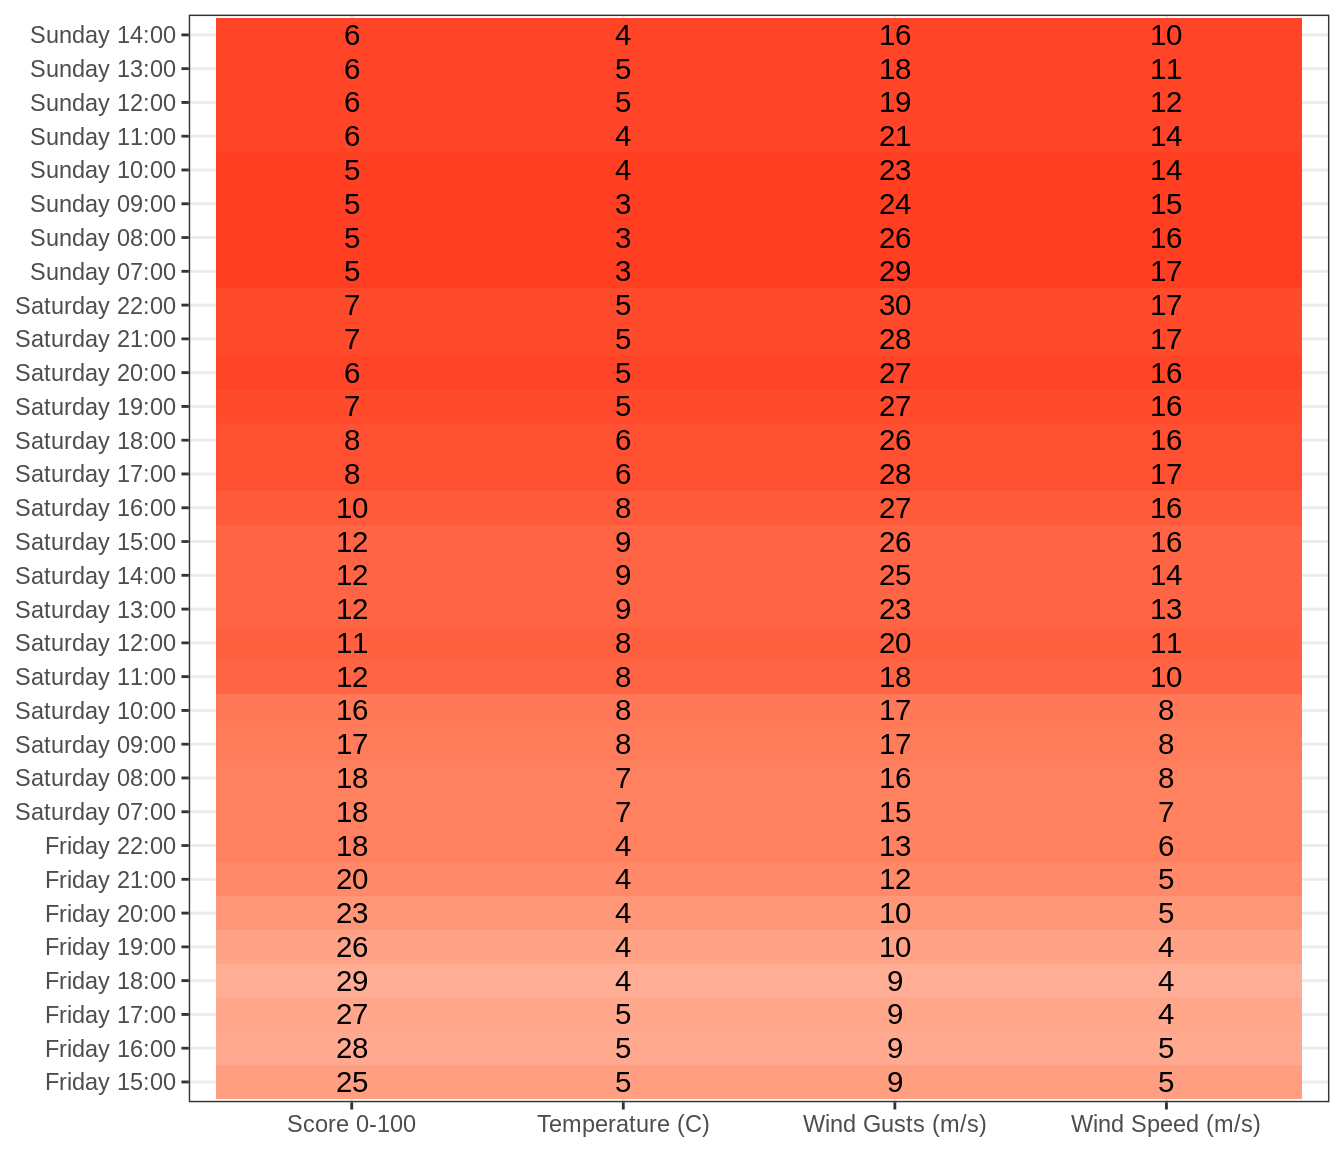 Sunday 14:00 6 4 16 10
Sunday 13:00 6 5 18 11
Sunday 12:00 6 5 19 12
Sunday 11:00 6 4 21 14
Sunday 10:00 5 4 23 14
Sunday 09:00 5 3 24 15
Sunday 08:00 5 3 26 16
Sunday 07:00 5 3 29 17
Saturday 22:00 7 5 30 17
Saturday 21:00 7 5 28 17
Saturday 20:00 6 5 27 16
Saturday 19:00 7 5 27 16
Saturday 18:00 8 6 26 16
Saturday 17:00 8 6 28 17
Saturday 16:00 10 8 27 16
Saturday 15:00 12 9 26 16
Saturday 14:00 12 9 25 14
Saturday 13:00 12 9 23 13
Saturday 12:00 11 8 20 11
Saturday 11:00 12 8 18 10
Saturday 10:00 16 8 17 8
Saturday 09:00 17 8 17 8
Saturday 08:00 18 7 16 8
Saturday 07:00 18 7 15 7
Friday 22:00 18 4 13 6
Friday 21:00 20 4 12 5
Friday 20:00 23 4 10 5
Friday 19:00 26 4 10 4
Friday 18:00 29 4 9 4
Friday 17:00 27 5 9 4
Friday 16:00 28 5 9 5
Friday 15:00 25 5 9 5
Score 0-100 Temperature (C) Wind Gusts (m/s) Wind Speed (m/s)